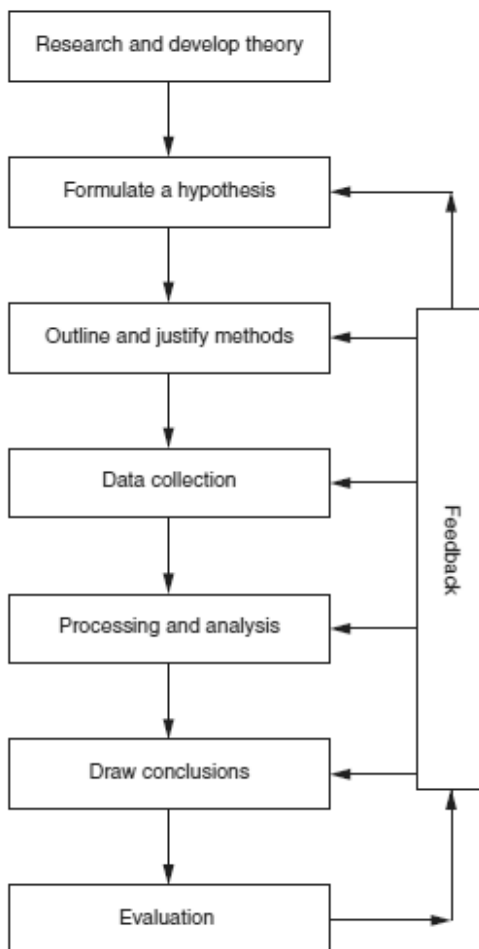 Research and develop theory
Formulate a hypothesis
Outline and justify methods
Data collection
Feedback
Processing and analysis
Draw conclusions
Evaluation